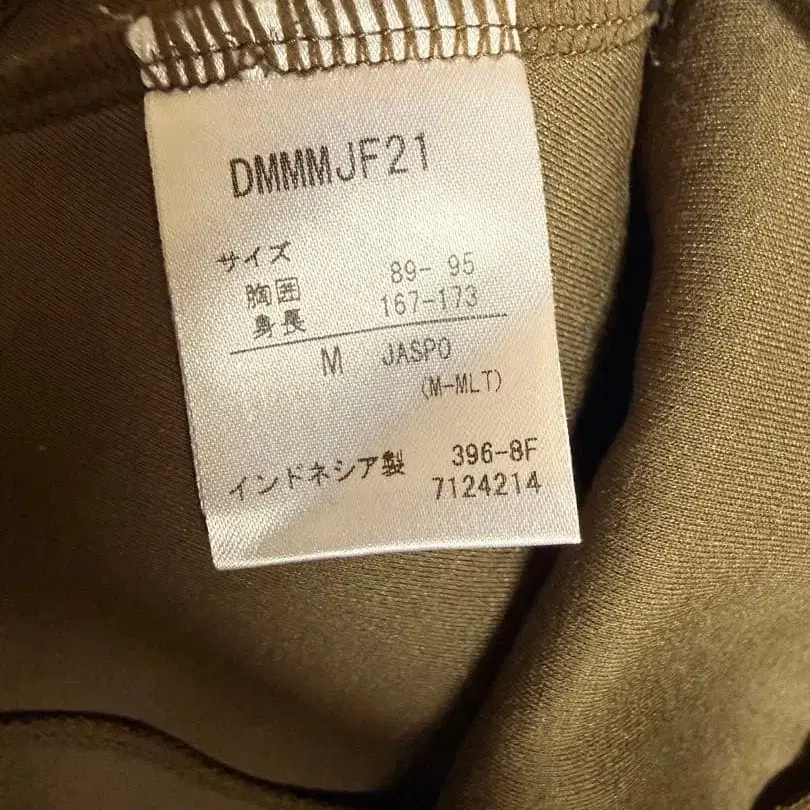 DMMMJF21
サイズ
胸囲 89- 95
身長 167-173
M JASPO
(M-MLT)
インドネシア製 396-8F
7124214